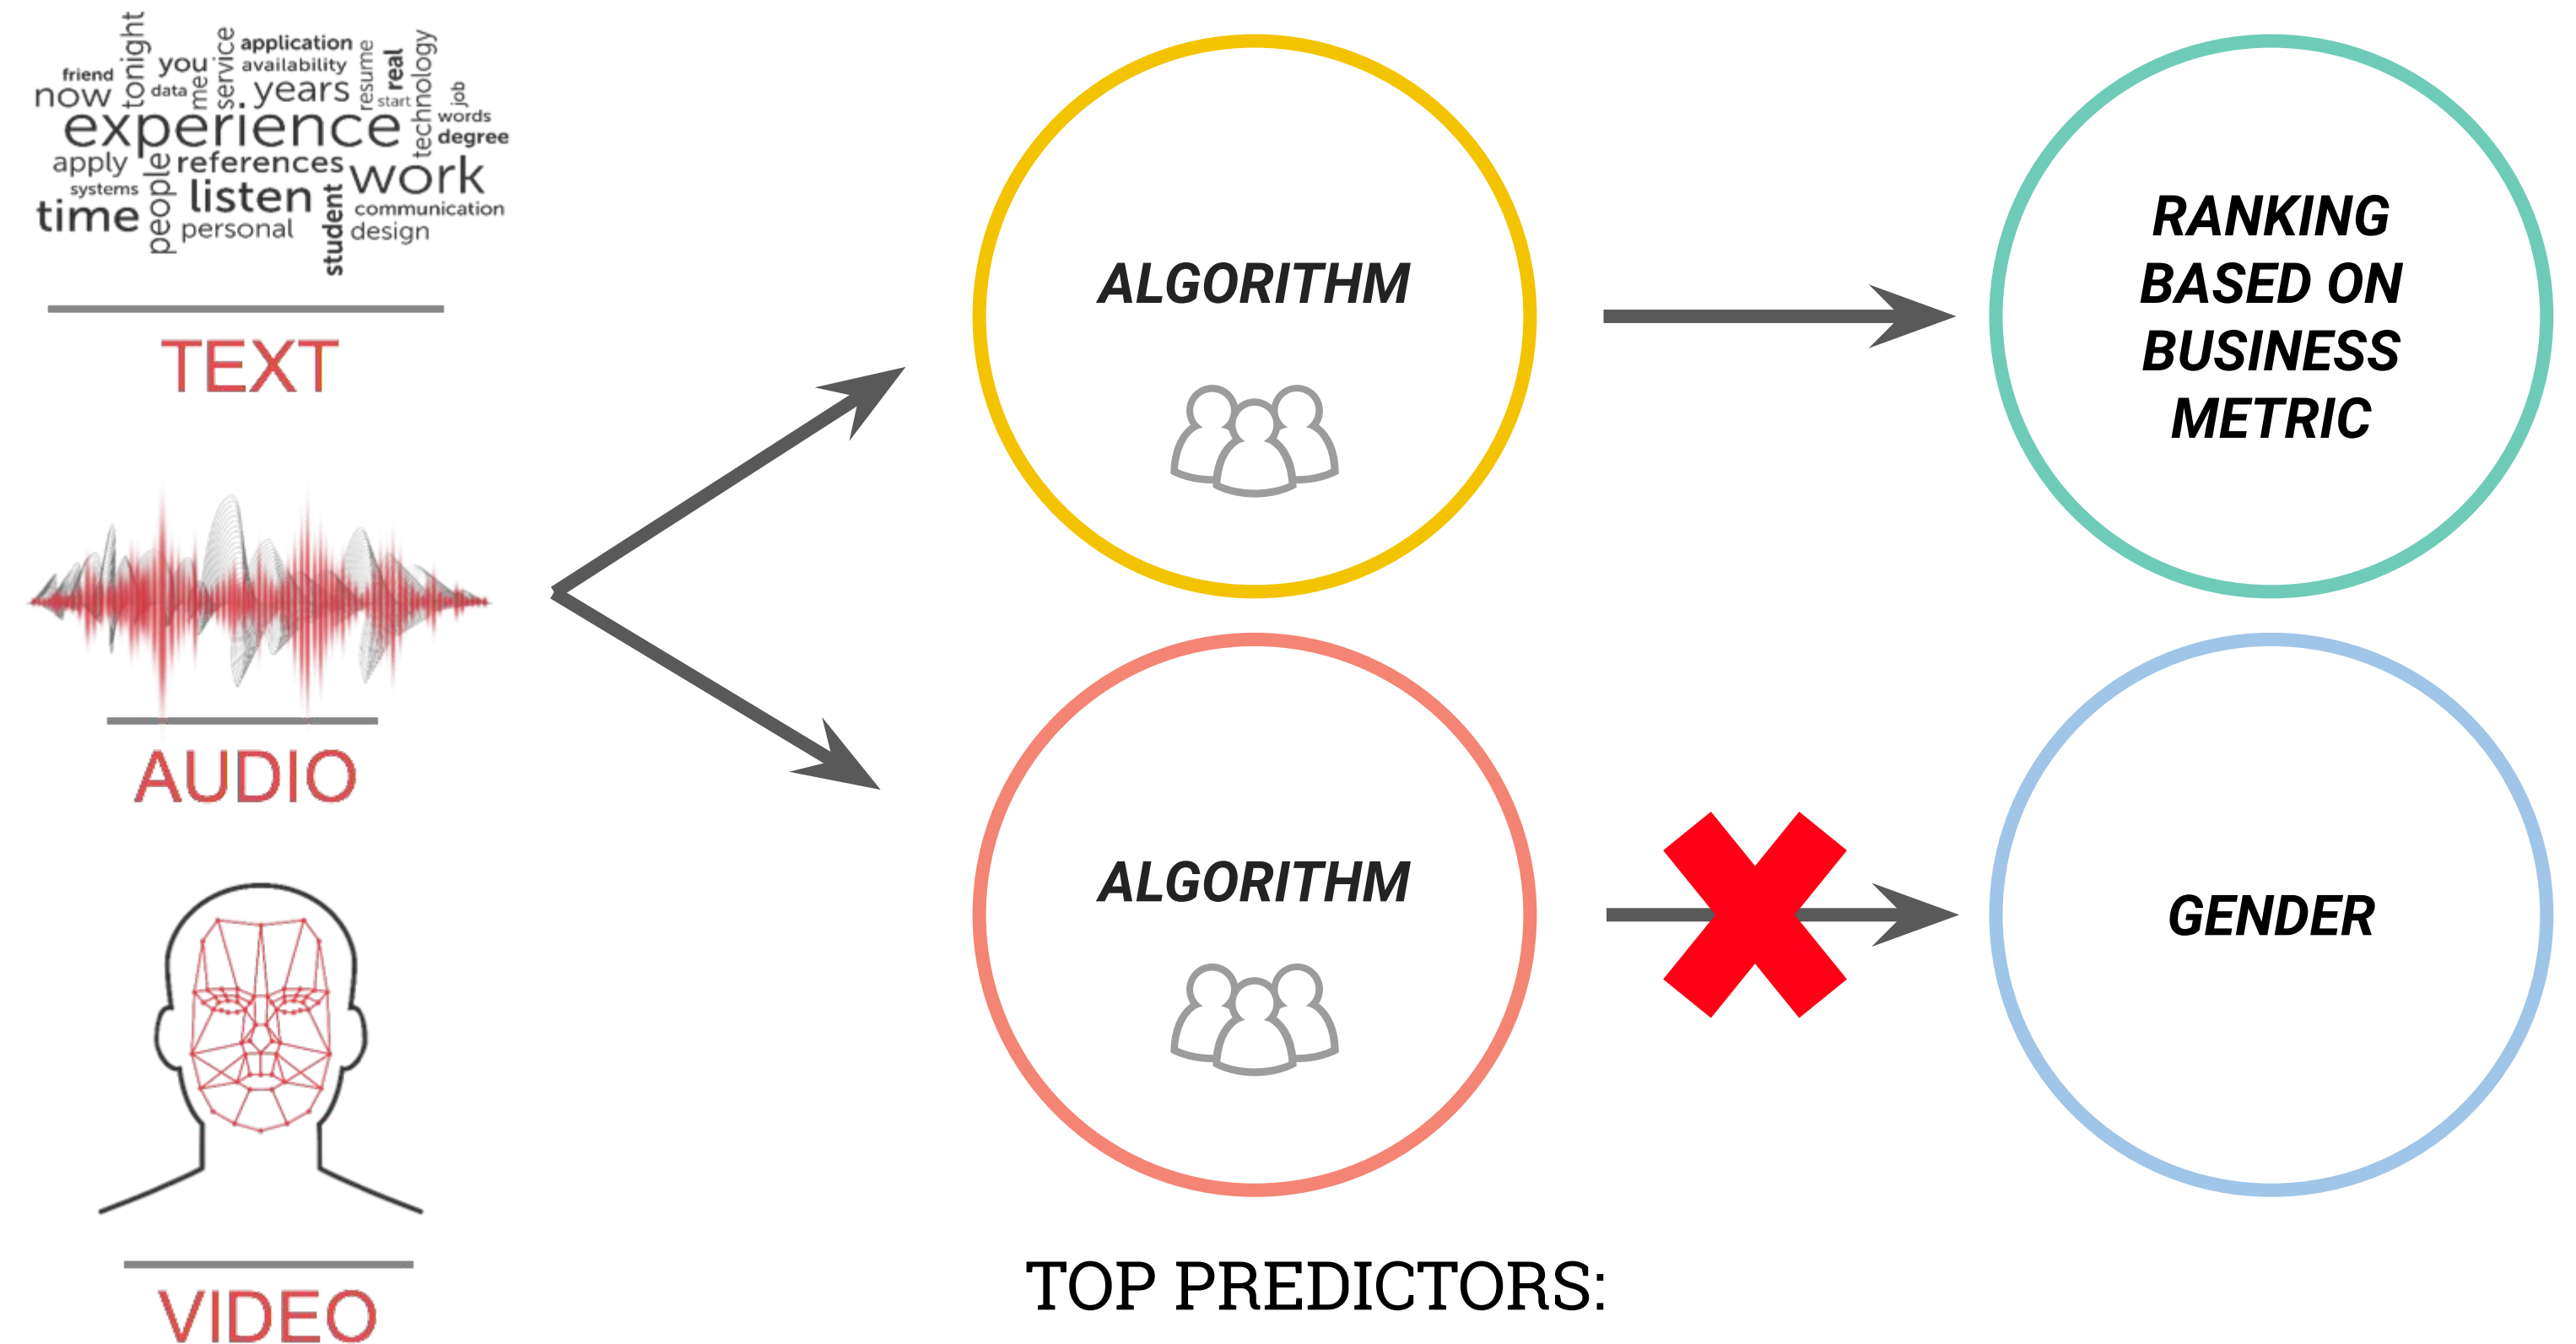 tonight
application
friend
you
service
availability
resume
real
technology
now
data
me
years
start
job
experience
words
degree
apply
people
references
work
systems
listen
time
student
communication
personal
design
TEXT
AUDIO
VIDEO
ALGORITHM
RANKING
BASED ON
BUSINESS
METRIC
ALGORITHM
GENDER
TOP PREDICTORS: